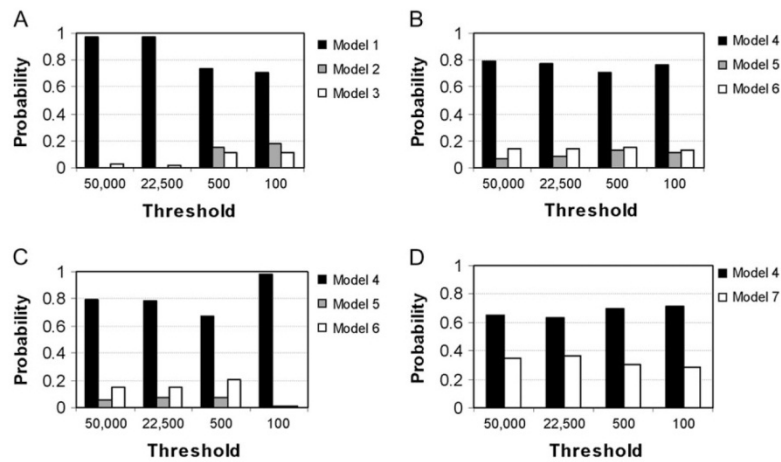 A
Probability
1
0.8
0.6
0.4
0.2
0
50,000 22,500 500 100
Threshold
Model 1
Model 2
Model 3
B
Probability
1
0.8
0.6
0.4
0.2
0
50,000 22,500 500 100
Threshold
Model 4
Model 5
Model 6
C
Probability
1
0.8
0.6
0.4
0.2
0
50,000 22,500 500 100
Threshold
Model 4
Model 5
Model 6
D
Probability
1
0.8
0.6
0.4
0.2
0
50,000 22,500 500 100
Threshold
Model 4
Model 7